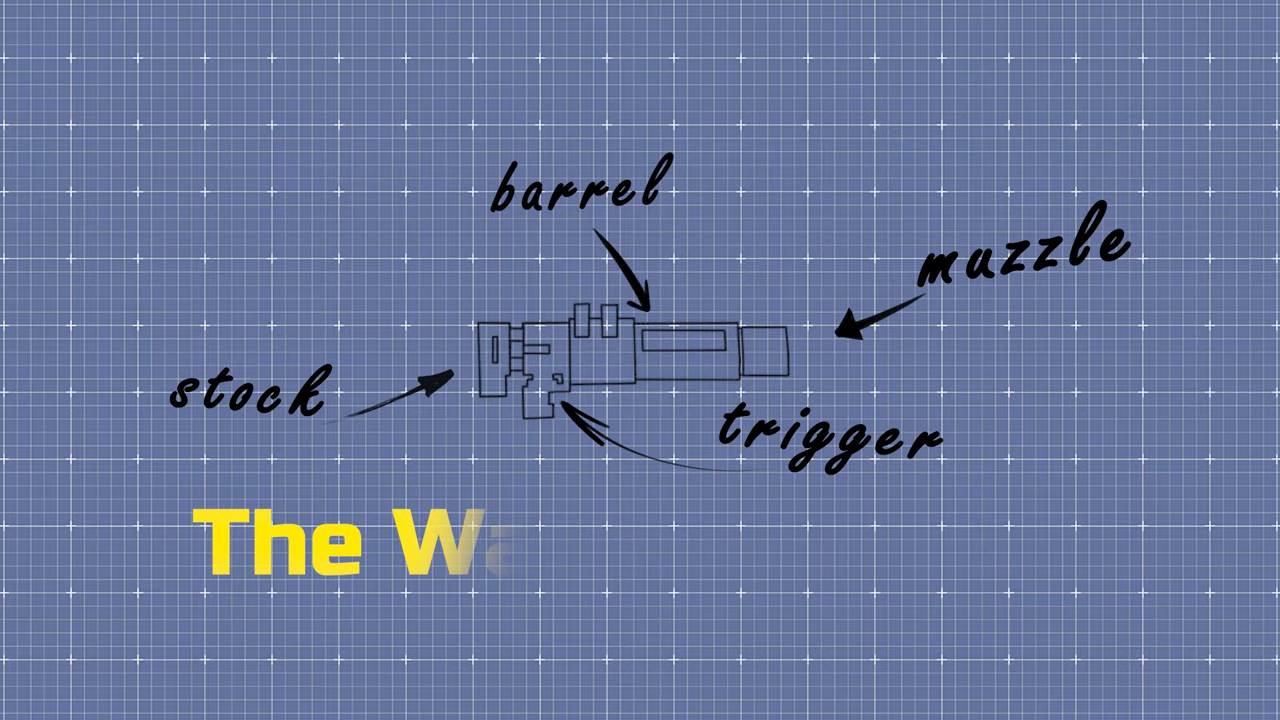 barrel
muzzle
stock
trigger
The W